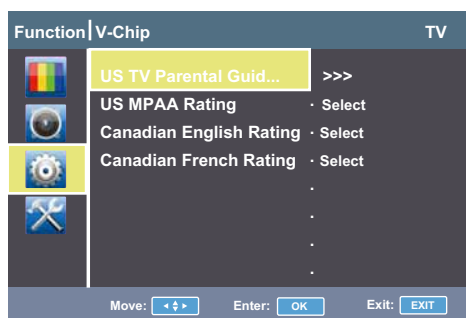 Function V-Chip TV
US TV Parental Guid... >>>
US MPAA Rating · Select
Canadian English Rating · Select
Canadian French Rating · Select
·
·
·
·
Move: Enter: OK Exit: EXIT